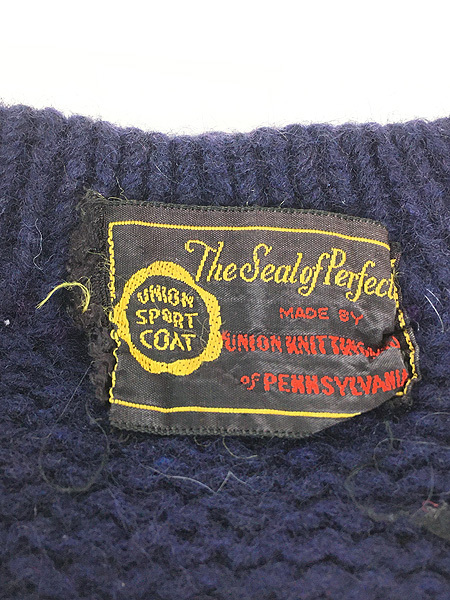 The Seal of Perfec
UNION
SPORT
COAT
MADE BY
UNION KNITTING
of PENNSYLVANIA